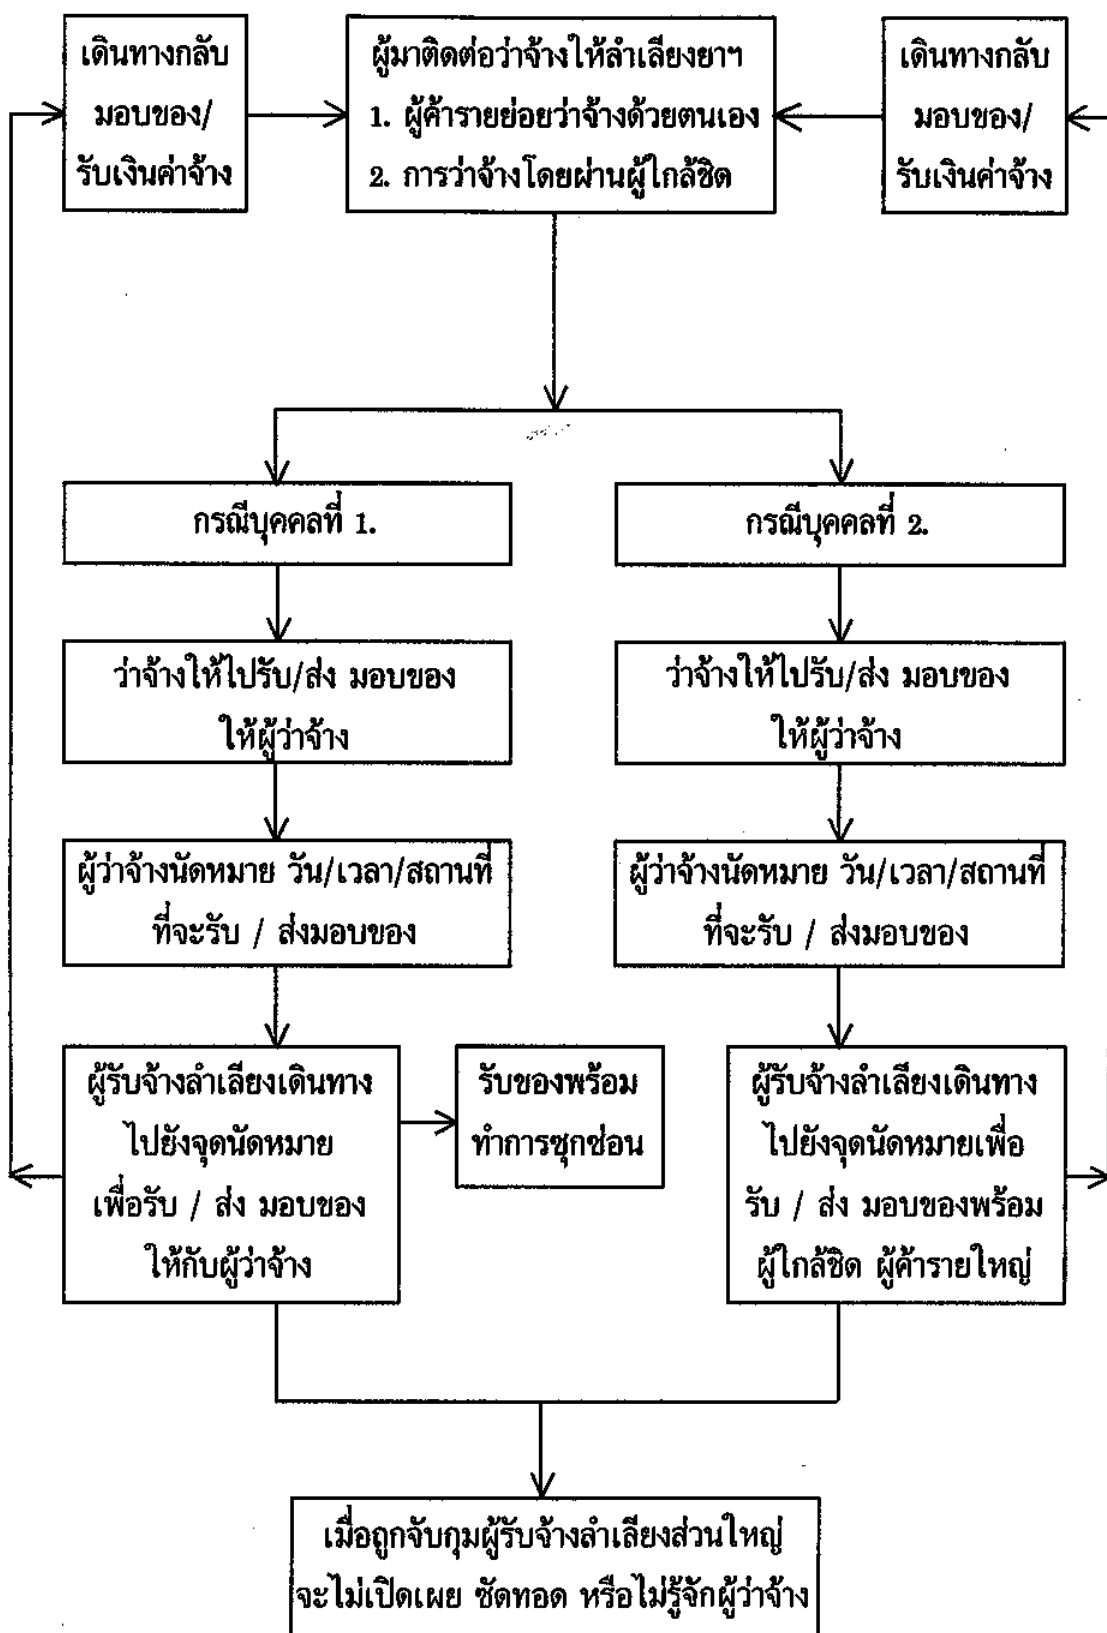 เดินทางกลับ
มอบของ/
รับเงินค่าจ้าง
ผู้มาติดต่อว่าจ้างให้ลำเลียงยาฯ
1. ผู้ค้ารายย่อยว่าจ้างด้วยตนเอง
2. การว่าจ้างโดยผ่านผู้ใกล้ชิด
เดินทางกลับ
มอบของ/
รับเงินค่าจ้าง
กรณีบุคคลที่ 1.
กรณีบุคคลที่ 2.
ว่าจ้างให้ไปรับ/ส่ง มอบของ
ให้ผู้ว่าจ้าง
ว่าจ้างให้ไปรับ/ส่ง มอบของ
ให้ผู้ว่าจ้าง
ผู้ว่าจ้างนัดหมาย วัน/เวลา/สถานที่
ที่จะรับ / ส่งมอบของ
ผู้ว่าจ้างนัดหมาย วัน/เวลา/สถานที่
ที่จะรับ / ส่งมอบของ
ผู้รับจ้างลำเลียงเดินทาง
ไปยังจุดนัดหมาย
เพื่อรับ / ส่ง มอบของ
ให้กับผู้ว่าจ้าง
รับของพร้อม
ทำการซุกซ่อน
ผู้รับจ้างลำเลียงเดินทาง
ไปยังจุดนัดหมายเพื่อ
รับ / ส่ง มอบของพร้อม
ผู้ใกล้ชิด ผู้ค้ารายใหญ่
เมื่อถูกจับกุมผู้รับจ้างลำเลียงส่วนใหญ่
จะไม่เปิดเผย ซัดทอด หรือไม่รู้จักผู้ว่าจ้าง